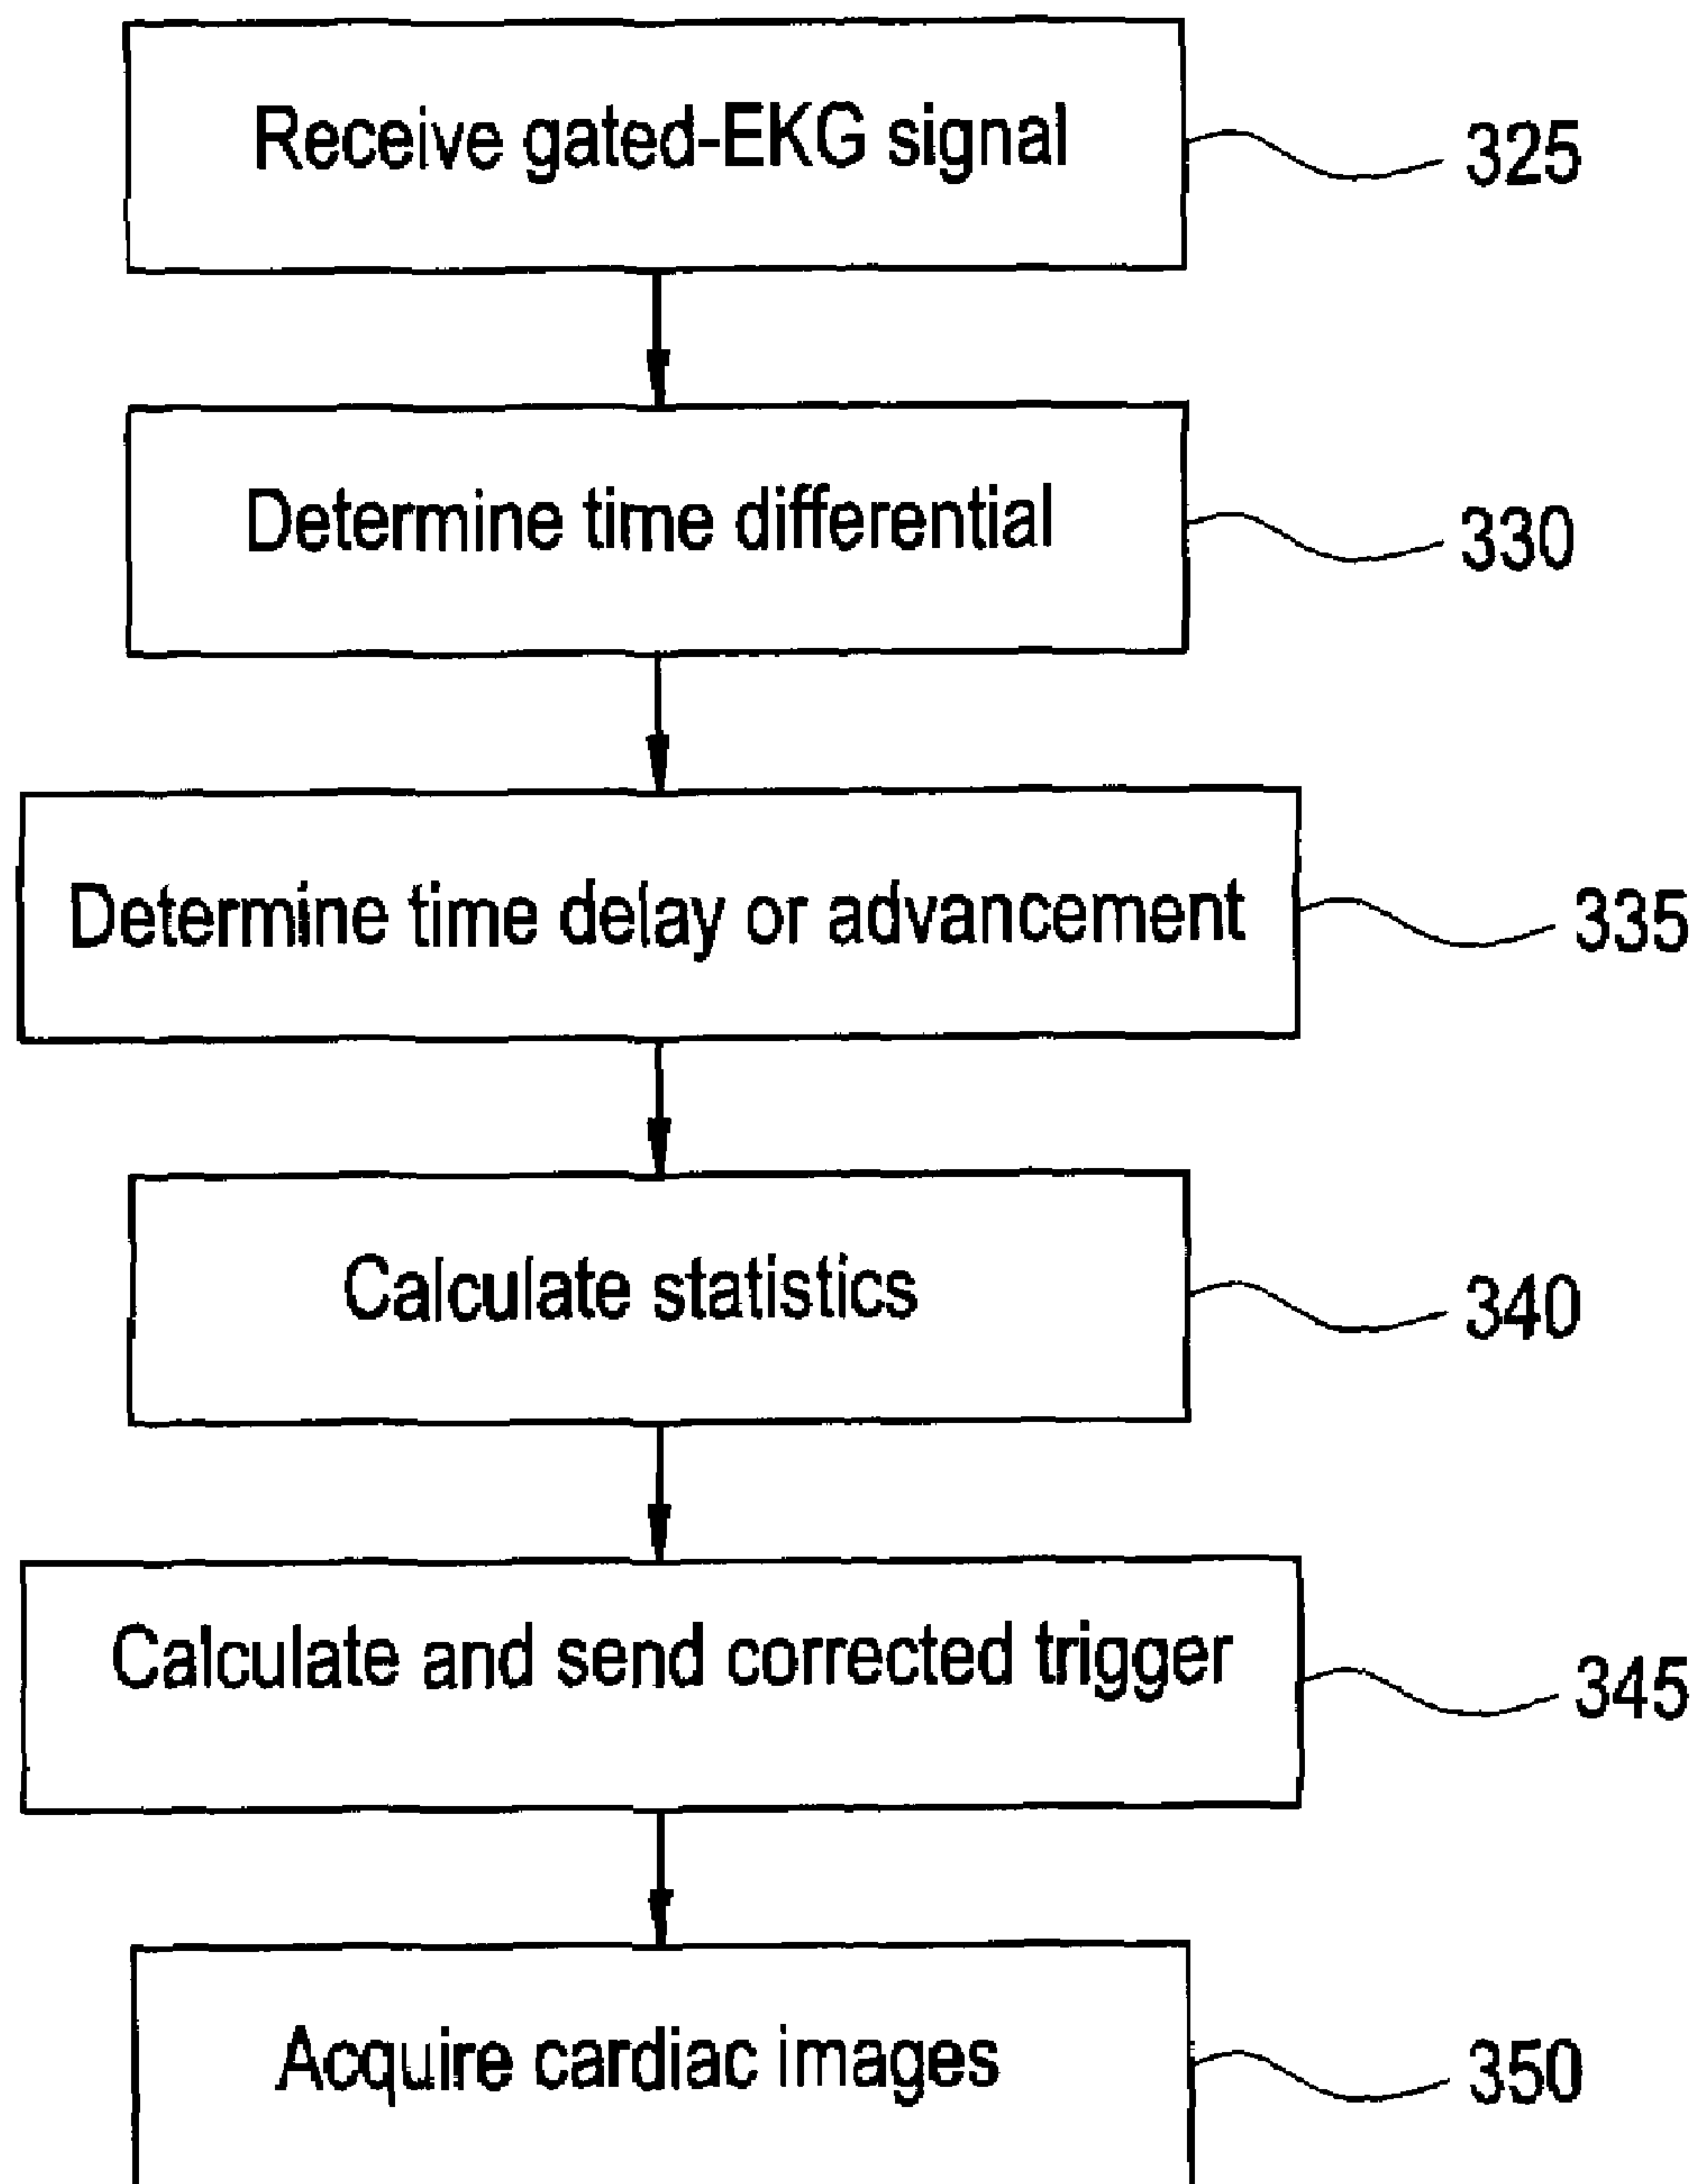 Receive gated-EKG signal
325
Determine time differential
330
Determine time delay or advancement
335
Calculate statistics
340
Calculate and send corrected trigger
345
Acquire cardiac images
350